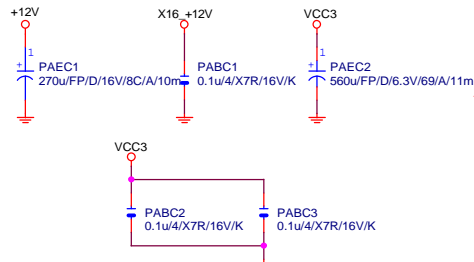 +12V X16_+12V VCC3
1 1
+ PAEC1 PABC1 + PAEC2
270u/FP/D/16V/8C/A/10m 0.1u/4/X7R/16V/K 560u/FP/D/6.3V/69/A/11m
VCC3
PABC2 PABC3
0.1u/4/X7R/16V/K 0.1u/4/X7R/16V/K